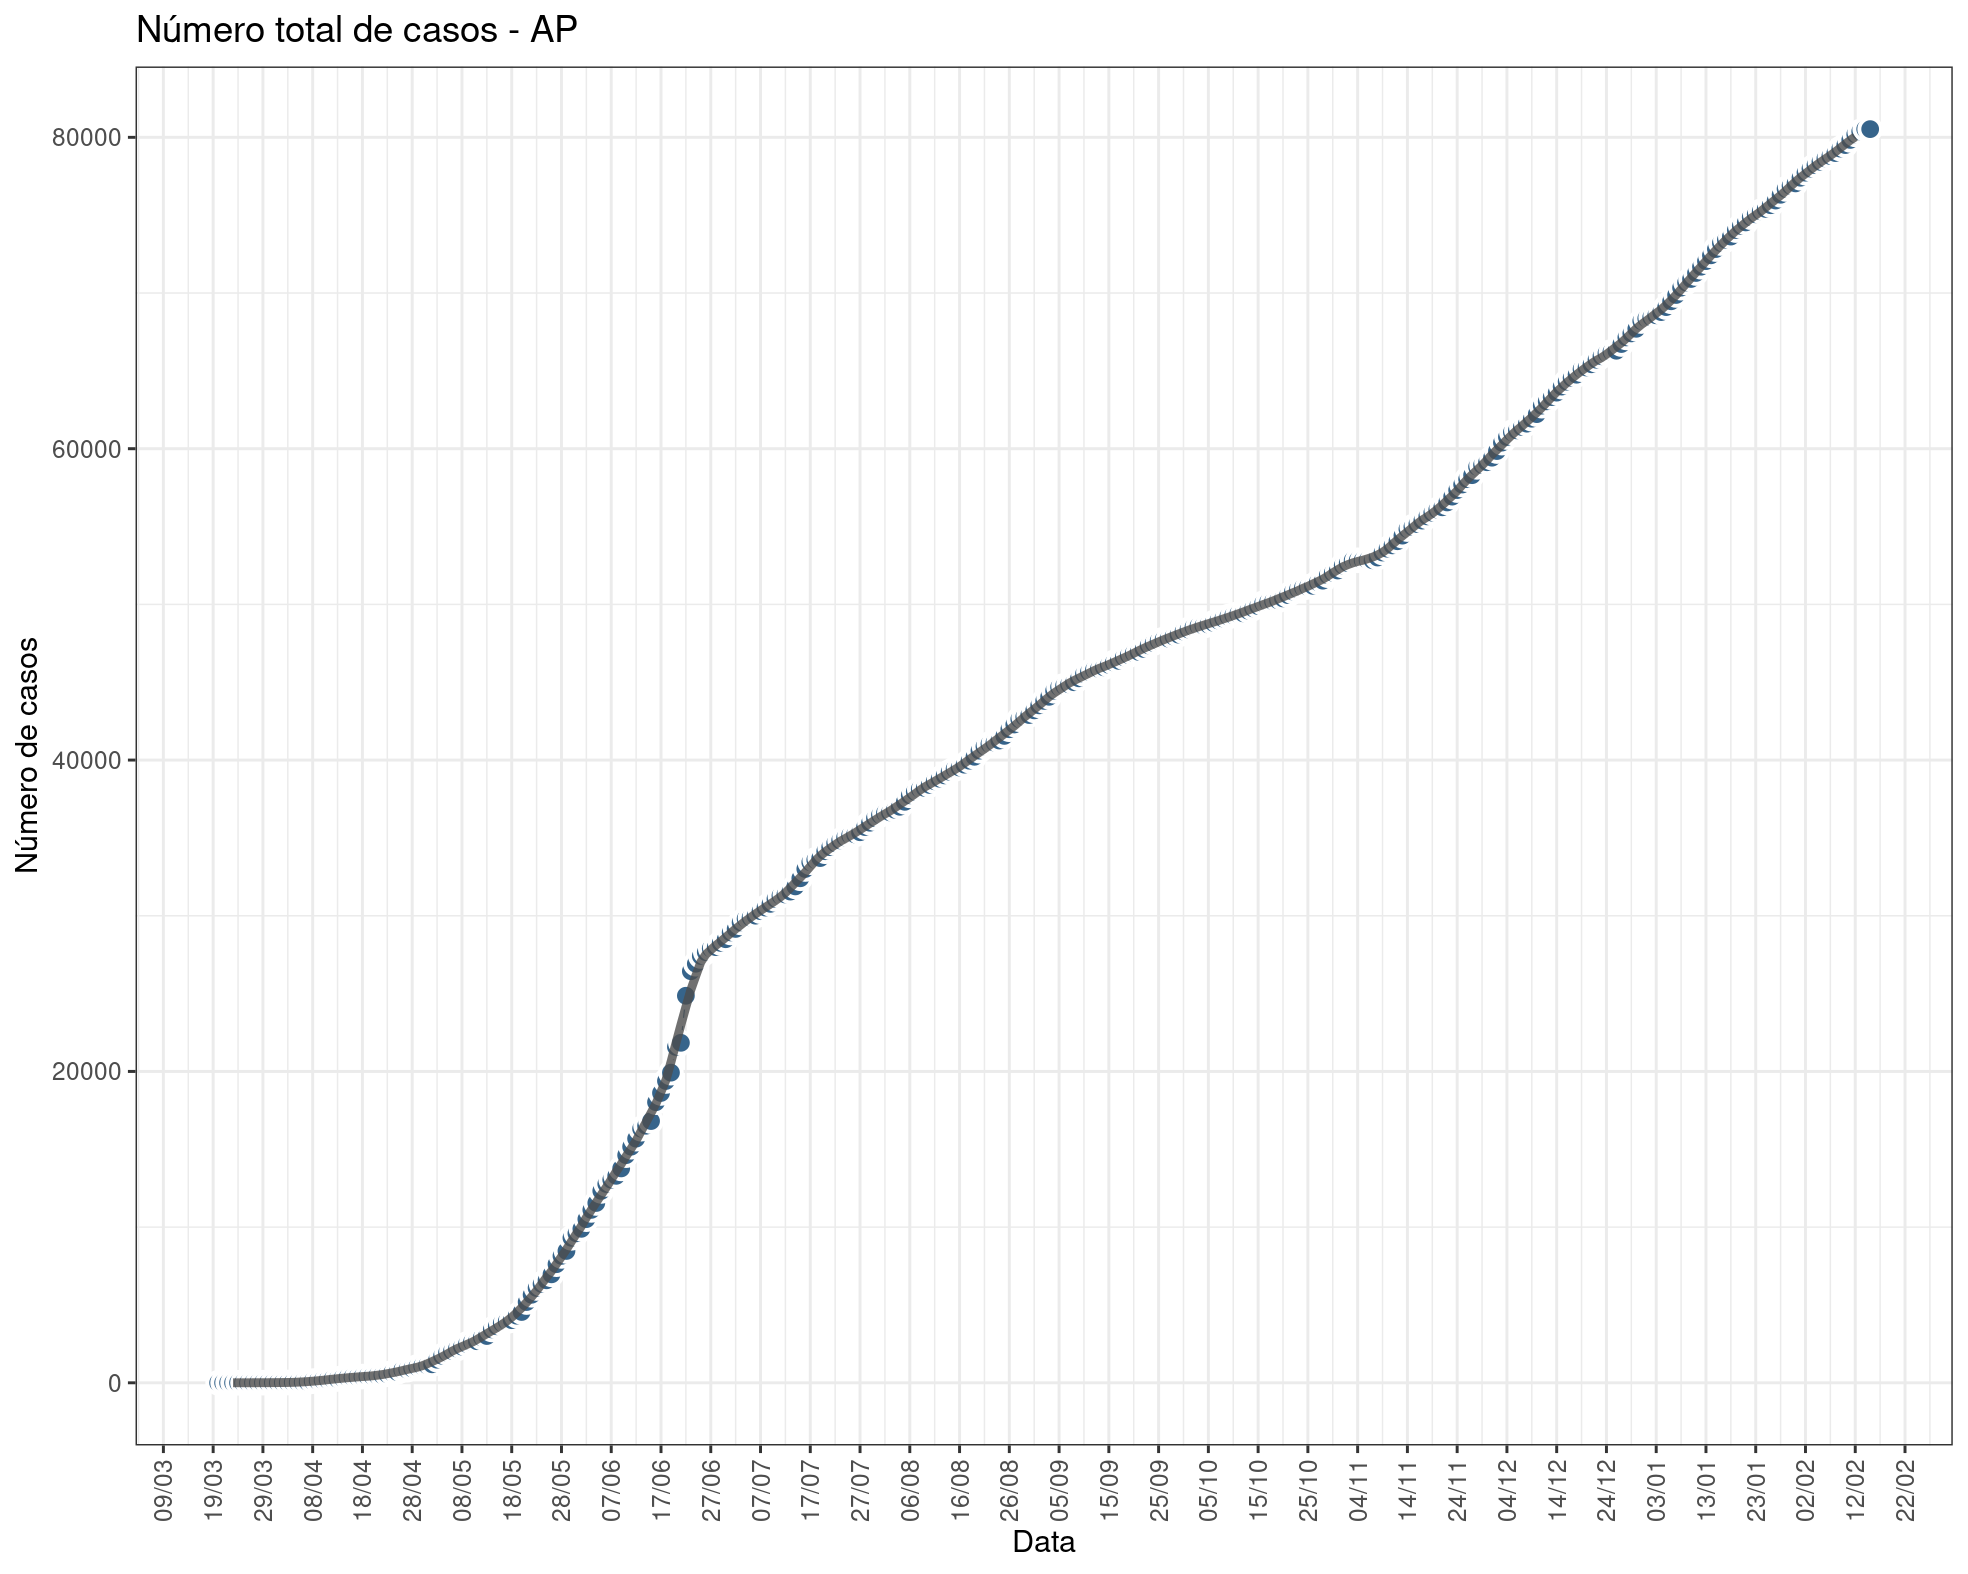 Número total de casos - AP
Número de casos
80000
60000
40000
20000
0
09/03 19/03 29/03 08/04 18/04 28/04 08/05 18/05 28/05 07/06 17/06 27/06 07/07 17/07 27/07 06/08 16/08 26/08 05/09 15/09 25/09 05/10 15/10 25/10 04/11 14/11 24/11 04/12 14/12 24/12 03/01 13/01 23/01 02/02 12/02 22/02
Data